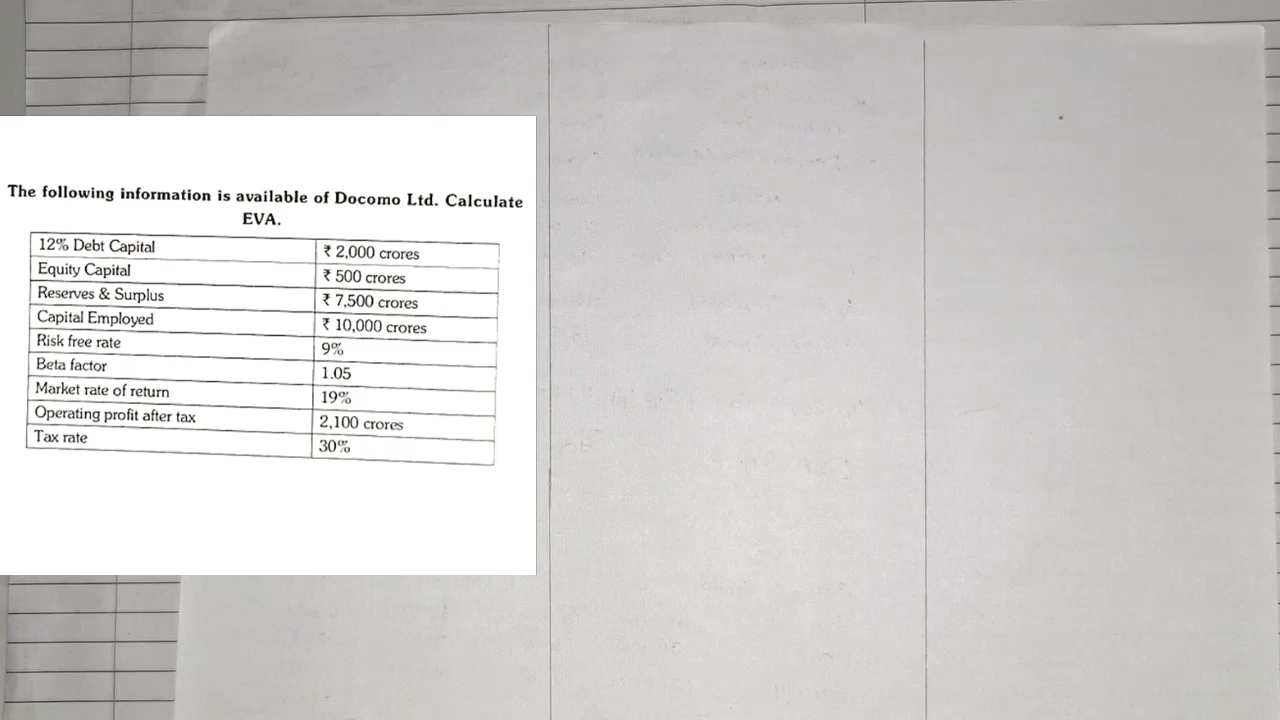 The following information is available of Docomo Ltd. Calculate
EVA.
12% Debt Capital ₹ 2,000 crores
Equity Capital ₹ 500 crores
Reserves & Surplus ₹ 7,500 crores
Capital Employed ₹ 10,000 crores
Risk free rate 9%
Beta factor 1.05
Market rate of return 19%
Operating profit after tax 2,100 crores
Tax rate 30%